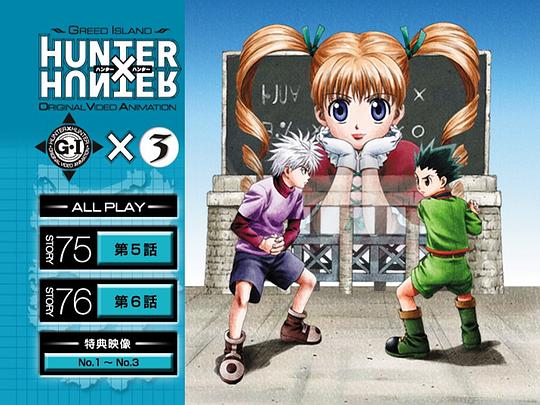 GREED ISLAND
HUNTER
×
ハンター ハンター
HUNTER
ORIGINAL VIDEO ANIMATION
G·I × 3
ALL PLAY
STORY 75 第5話
STORY 76 第6話
特典映像
No.1 ～ No.3